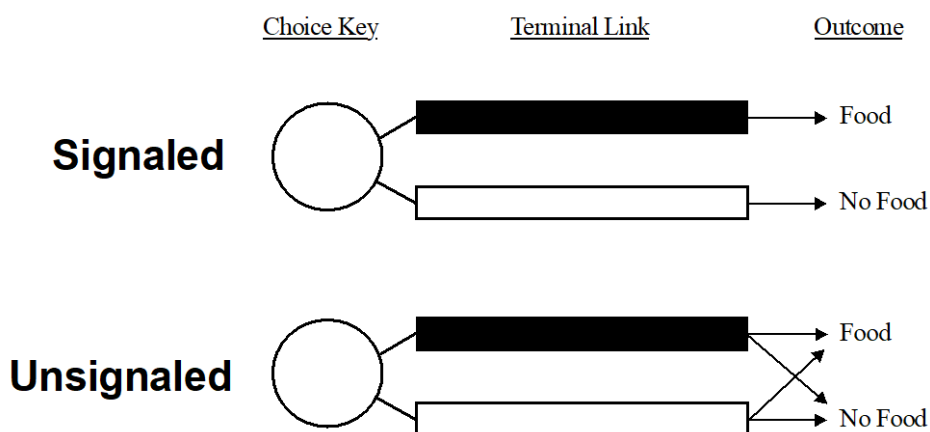 Choice Key Terminal Link Outcome
Food
Signaled
No Food
Food
Unsignaled
No Food